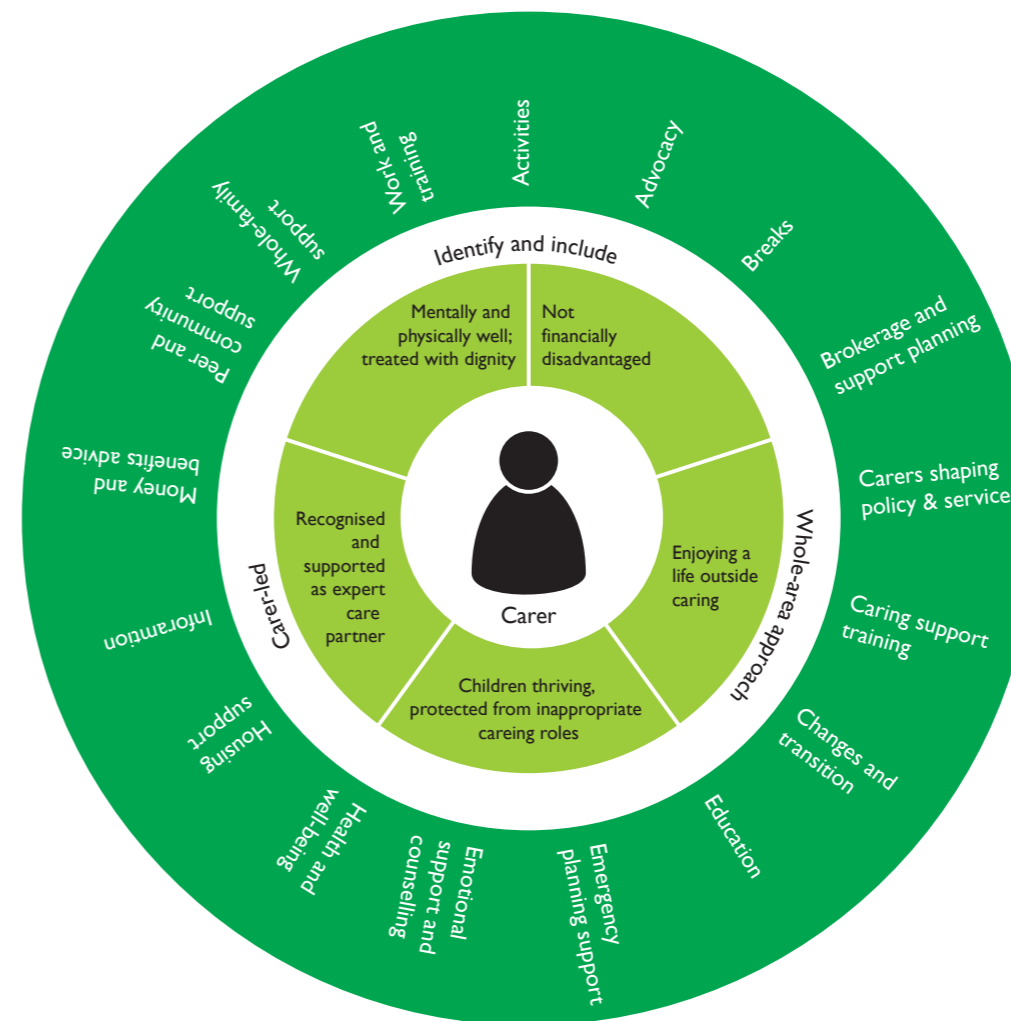 Activities
Advocacy
Breaks
Brokerage and
support planning
Carers shaping
policy & service
Caring support
training
Changes and
transition
Education
Emergency
planning support
Emotional
support and
counselling
Health and
well-being
Housing
support
Inforamtion
Money and
benefits advice
Peer and
community
support
Whole-family
support
Work and
training
Identify and include
Whole-area approach
Carer-led
Mentally and
physically well;
treated with dignity
Not
financially
disadvantaged
Enjoying a
life outside
caring
Children thriving,
protected from inappropriate
careing roles
Recognised
and
supported
as expert
care
partner
Carer